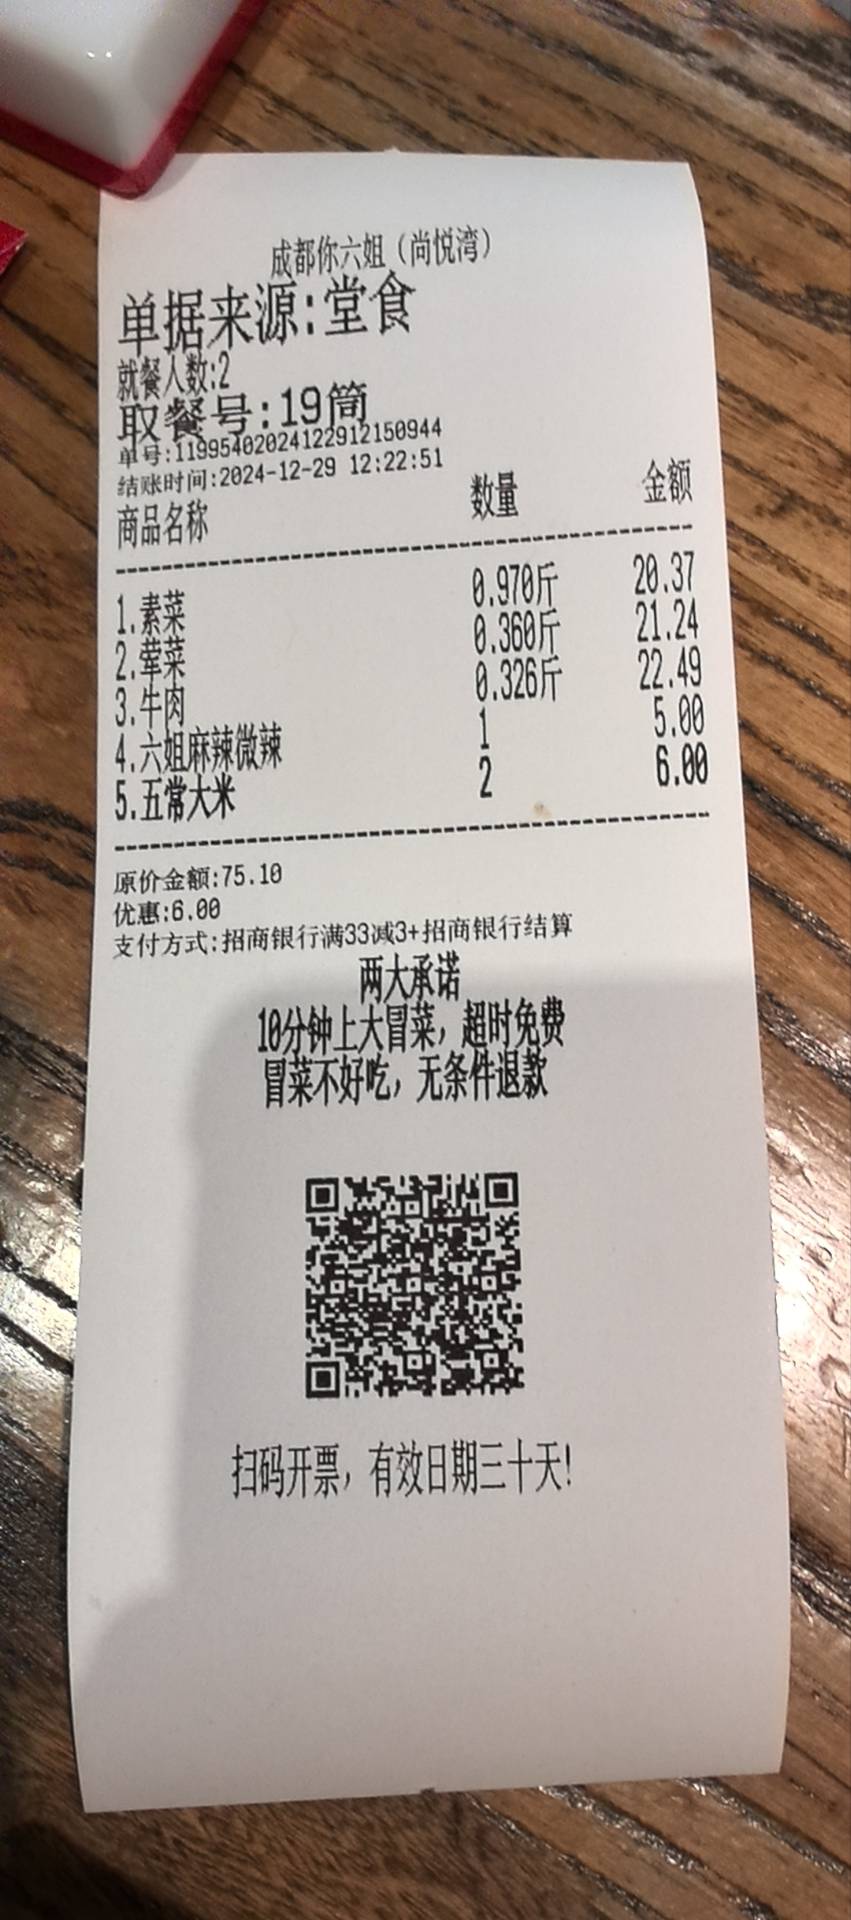 成都你六姐（尚悦湾）
单据来源:堂食
就餐人数:2
取餐号:19筒
单号:11995402024122912150944
结账时间:2024-12-29 12:22:51
商品名称 数量 金额
1.素菜 0.970斤 20.37
2.荤菜 0.360斤 21.24
3.牛肉 0.326斤 22.49
4.六姐麻辣微辣 1 5.00
5.五常大米 2 6.00
原价金额:75.10
优惠:6.00
支付方式:招商银行满33减3+招商银行结算
两大承诺
10分钟上大冒菜，超时免费
冒菜不好吃，无条件退款
扫码开票，有效日期三十天!